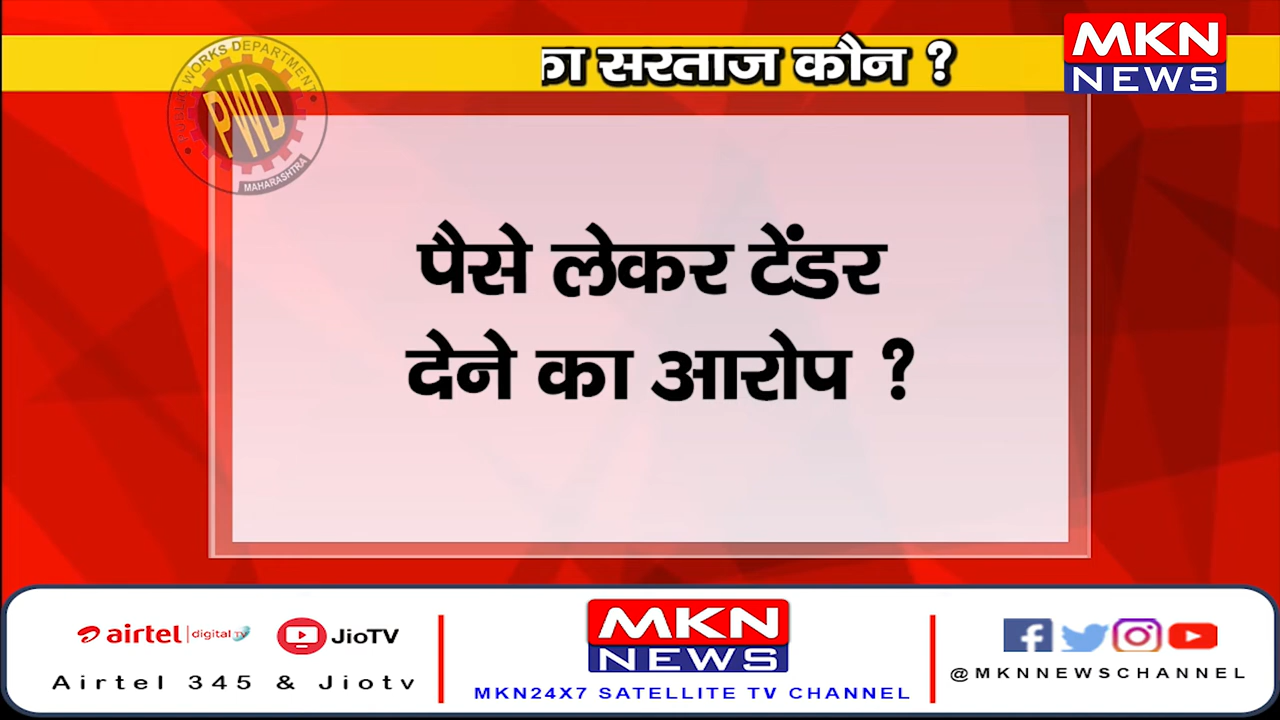 का सरताज कौन ?
MKN
NEWS
PUBLIC WORKS DEPARTMENT
PWD
MAHARASHTRA
पैसे लेकर टेंडर
देने का आरोप ?
airtel digital TV
JioTV
Airtel 345 & Jiotv
MKN
NEWS
MKN24X7 SATELLITE TV CHANNEL
@MKNNEWSCHANNEL